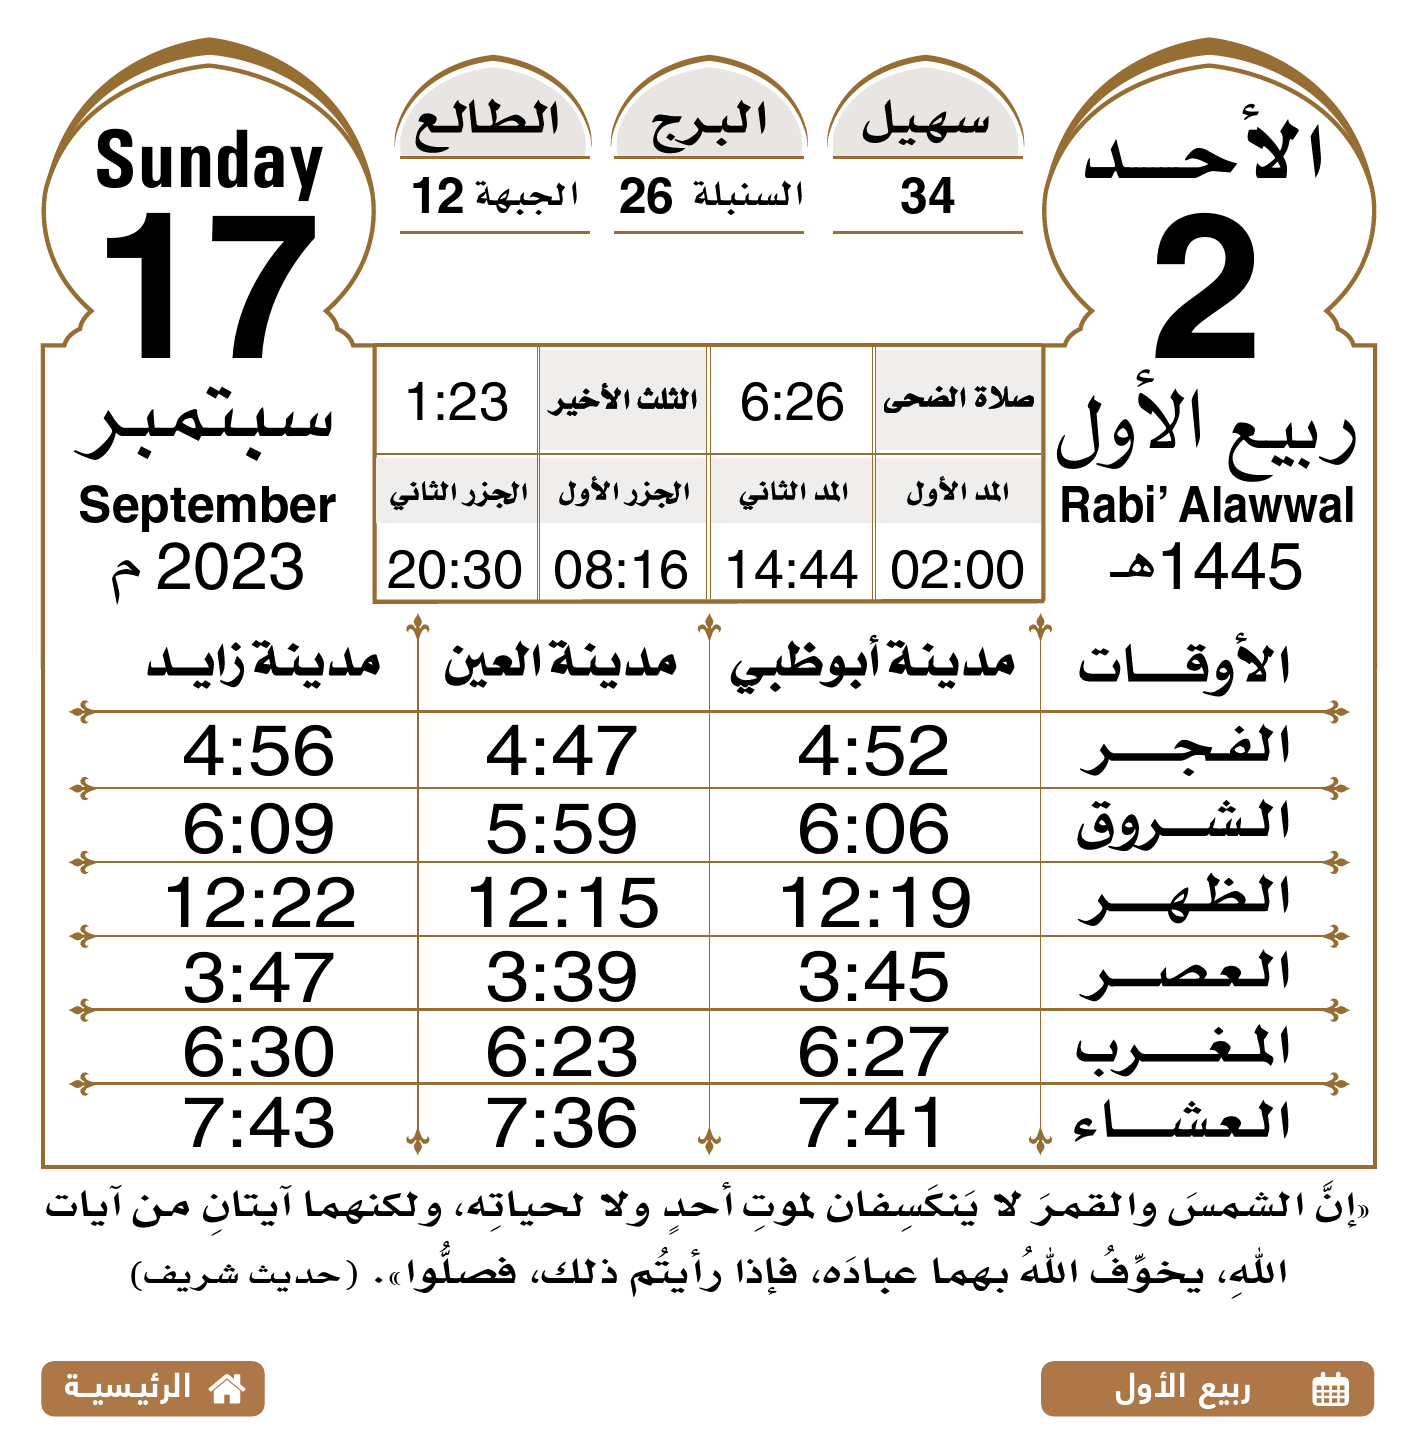 الأحد
2
ربيع الأول
Rabi’ Alawwal
1445هـ
سهيل
34
البرج
السنبلة 26
الطالع
الجبهة 12
Sunday
17
سبتمبر
September
2023 م
صلاة الضحى 6:26 الثلث الأخير 1:23
المد الأول المد الثاني الجزر الأول الجزر الثاني
02:00 14:44 08:16 20:30
الأوقات مدينة أبوظبي مدينة العين مدينة زايد
الفجر 4:52 4:47 4:56
الشروق 6:06 5:59 6:09
الظهر 12:19 12:15 12:22
العصر 3:45 3:39 3:47
المغرب 6:27 6:23 6:30
العشاء 7:41 7:36 7:43
«إنَّ الشمسَ والقمرَ لا يَنكَسِفان لموتِ أحدٍ ولا لحياتِه، ولكنهما آيتانِ من آيات
اللهِ، يخوِّفُ اللهُ بهما عبادَه، فإذا رأيتُم ذلك، فصلُّوا». (حديث شريف)
ربيع الأول
الرئيسية